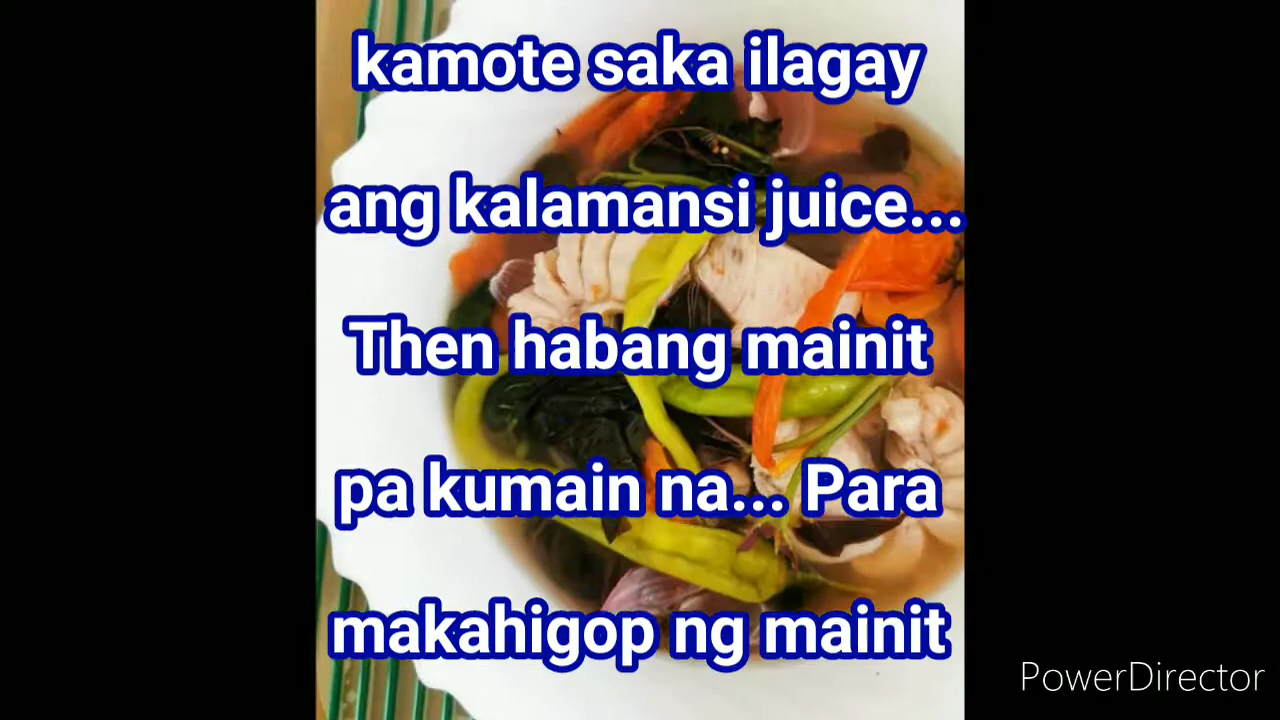 kamote saka ilagay
ang kalamansi juice...
Then habang mainit
pa kumain na... Para
makahigop ng mainit
PowerDirector